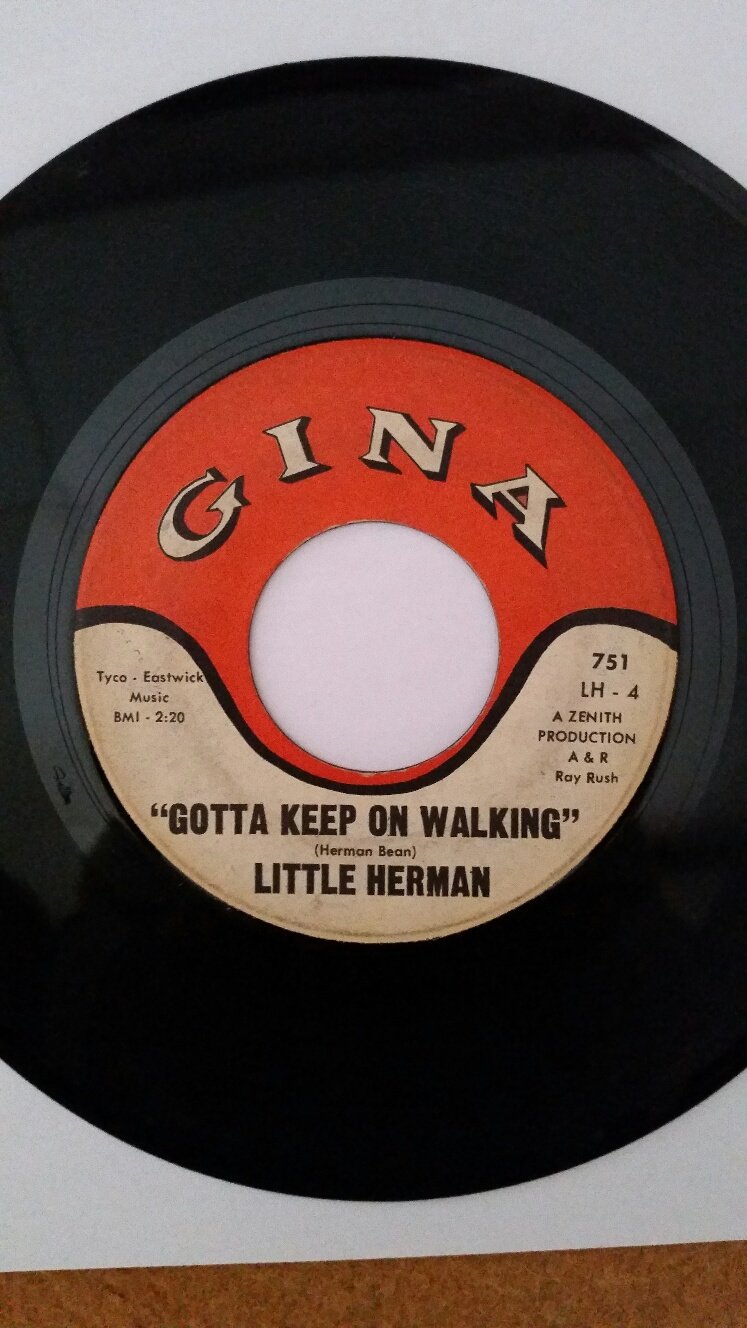 GINA
Tyco - Eastwick
Music
BMI - 2:20
751
LH - 4
A ZENITH
PRODUCTION
A & R
Ray Rush
“GOTTA KEEP ON WALKING”
(Herman Bean)
LITTLE HERMAN